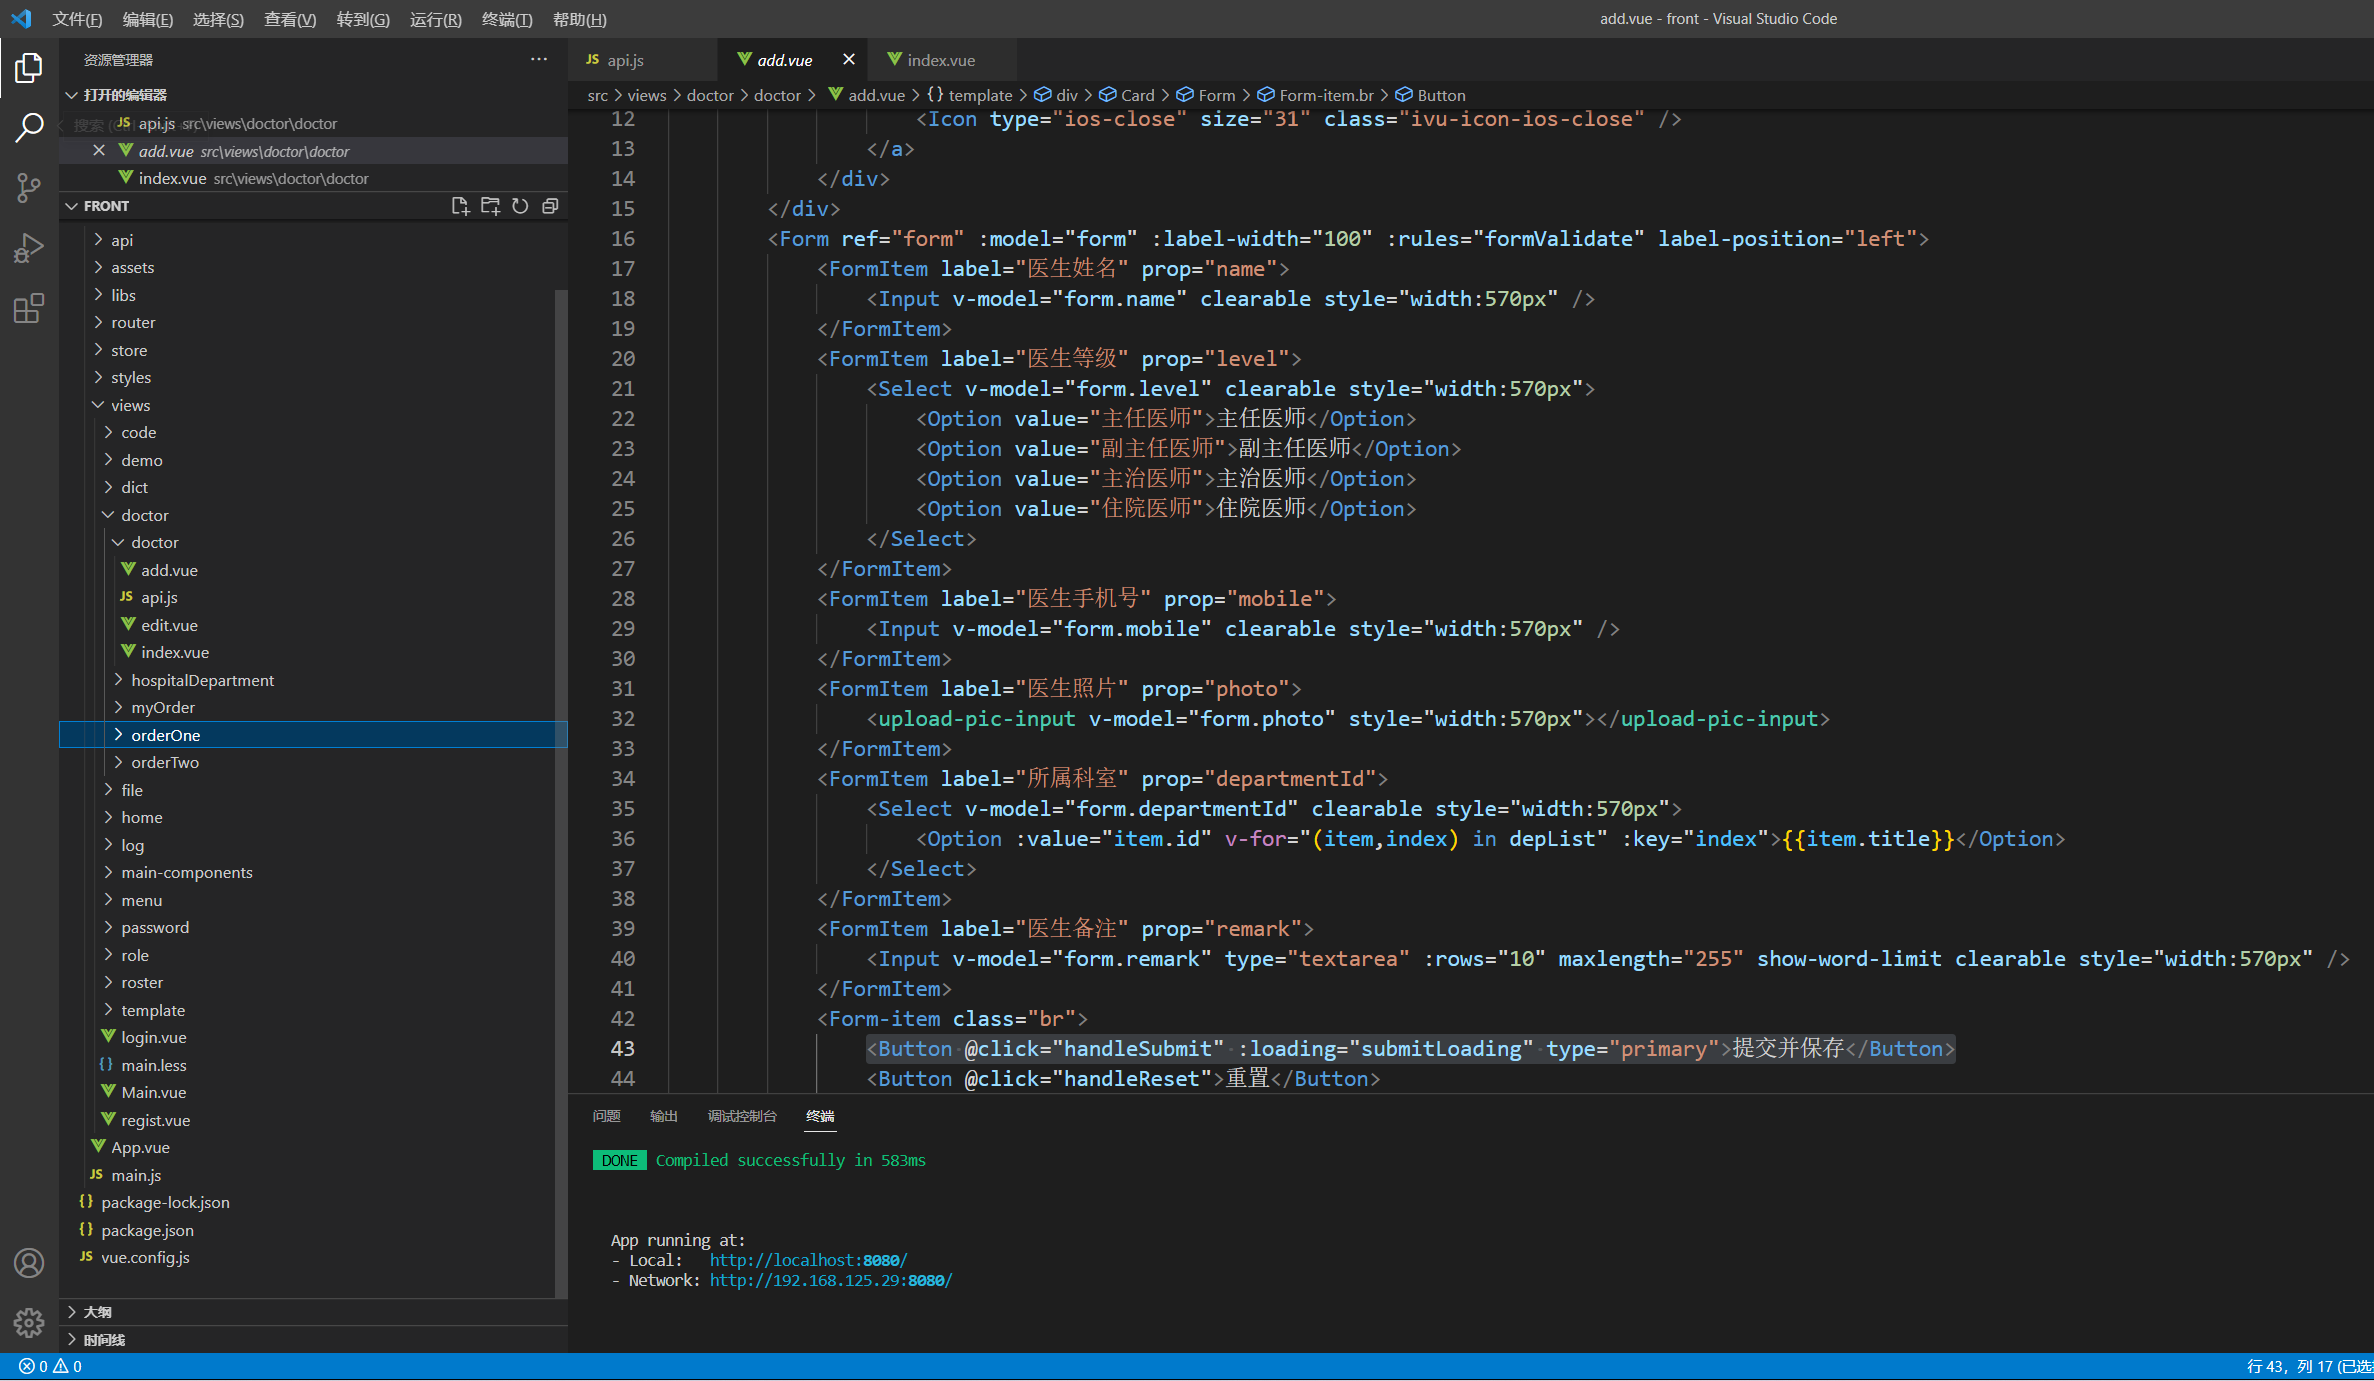 文件(F) 编辑(E) 选择(S) 查看(V) 转到(G) 运行(R) 终端(T) 帮助(H)
add.vue - front - Visual Studio Code
资源管理器
打开的编辑器
api.js src\views\doctor\doctor
add.vue src\views\doctor\doctor
index.vue src\views\doctor\doctor
FRONT
api
assets
libs
router
store
styles
views
code
demo
dict
doctor
doctor
add.vue
JS api.js
edit.vue
index.vue
hospitalDepartment
myOrder
orderOne
orderTwo
file
home
log
main-components
menu
password
role
roster
template
login.vue
{} main.less
Main.vue
regist.vue
App.vue
JS main.js
{} package-lock.json
{} package.json
JS vue.config.js
大纲
时间线
JS api.js
add.vue
index.vue
src > views > doctor > doctor > add.vue > {} template > div > Card > Form > Form-item.br > Button
12 <Icon type="ios-close" size="31" class="ivu-icon-ios-close" />
13 </a>
14 </div>
15 </div>
16 <Form ref="form" :model="form" :label-width="100" :rules="formValidate" label-position="left">
17 <FormItem label="医生姓名" prop="name">
18 <Input v-model="form.name" clearable style="width:570px" />
19 </FormItem>
20 <FormItem label="医生等级" prop="level">
21 <Select v-model="form.level" clearable style="width:570px">
22 <Option value="主任医师">主任医师</Option>
23 <Option value="副主任医师">副主任医师</Option>
24 <Option value="主治医师">主治医师</Option>
25 <Option value="住院医师">住院医师</Option>
26 </Select>
27 </FormItem>
28 <FormItem label="医生手机号" prop="mobile">
29 <Input v-model="form.mobile" clearable style="width:570px" />
30 </FormItem>
31 <FormItem label="医生照片" prop="photo">
32 <upload-pic-input v-model="form.photo" style="width:570px"></upload-pic-input>
33 </FormItem>
34 <FormItem label="所属科室" prop="departmentId">
35 <Select v-model="form.departmentId" clearable style="width:570px">
36 <Option :value="item.id" v-for="(item,index) in depList" :key="index">{{item.title}}</Option>
37 </Select>
38 </FormItem>
39 <FormItem label="医生备注" prop="remark">
40 <Input v-model="form.remark" type="textarea" :rows="10" maxlength="255" show-word-limit clearable style="width:570px" />
41 </FormItem>
42 <Form-item class="br">
43 <Button @click="handleSubmit" :loading="submitLoading" type="primary">提交并保存</Button>
44 <Button @click="handleReset">重置</Button>
问题 输出 调试控制台 终端
DONE Compiled successfully in 583ms
App running at:
- Local: http://localhost:8080/
- Network: http://192.168.125.29:8080/
0 0
行 43，列 17 (已选